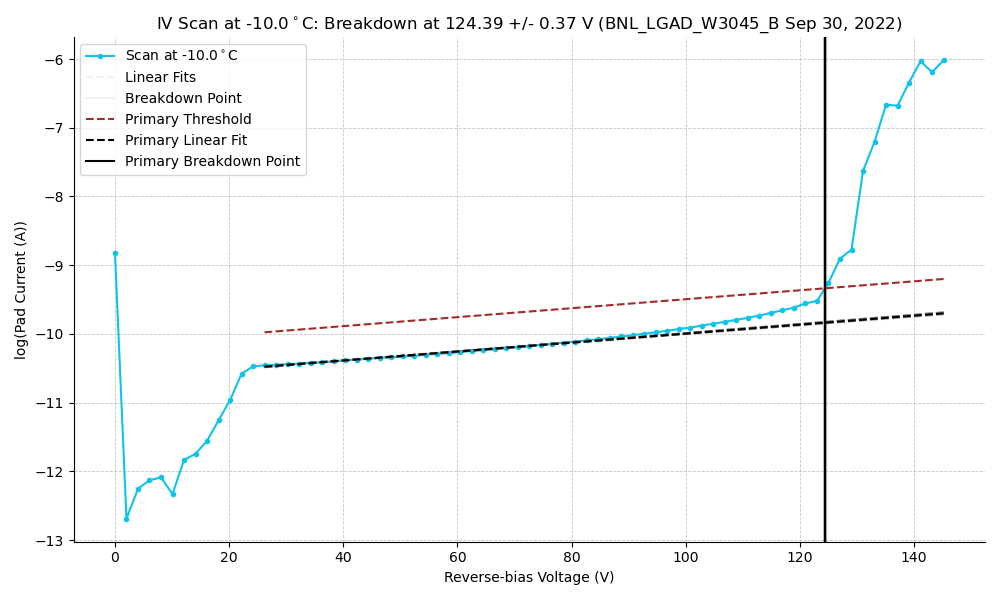 IV Scan at -10.0°C: Breakdown at 124.39 +/- 0.37 V (BNL_LGAD_W3045_B Sep 30, 2022)
Scan at -10.0°C
Linear Fits
Breakdown Point
Primary Threshold
Primary Linear Fit
Primary Breakdown Point
log(Pad Current (A))
−6
−7
−8
−9
−10
−11
−12
−13
0 20 40 60 80 100 120 140
Reverse-bias Voltage (V)